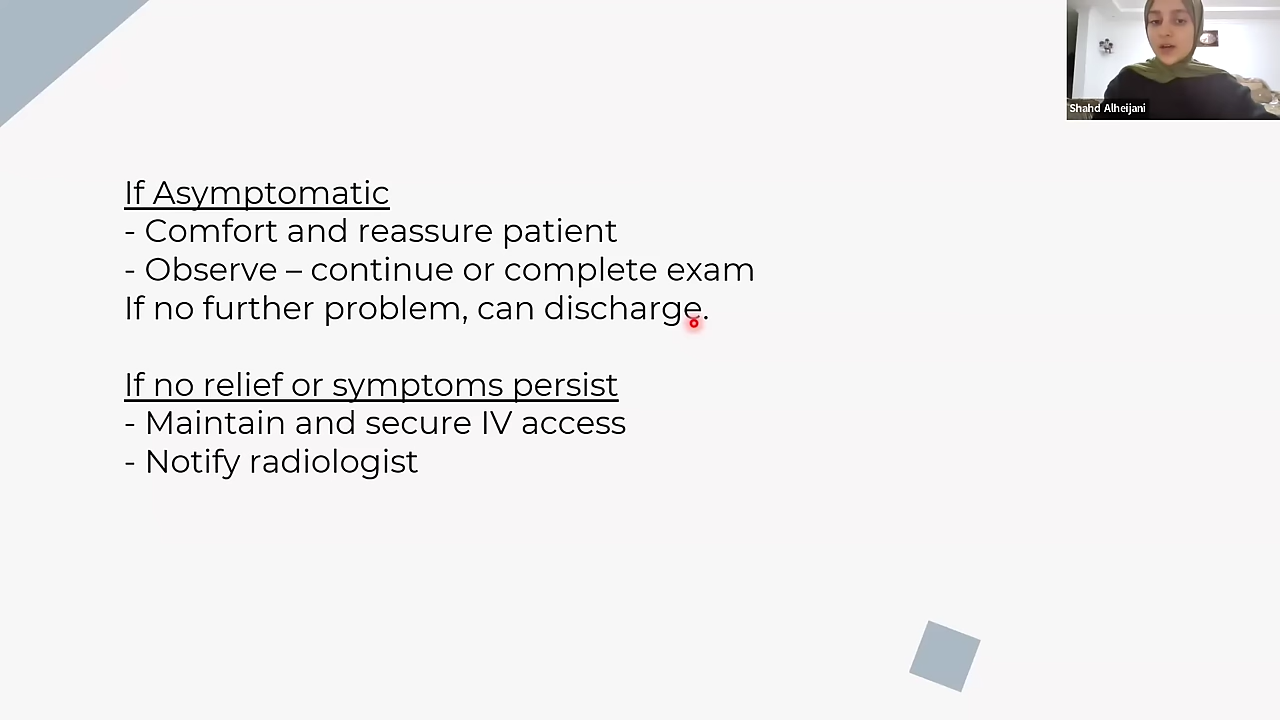 Shahd Alheijani
If Asymptomatic
- Comfort and reassure patient
- Observe – continue or complete exam
If no further problem, can discharge.
If no relief or symptoms persist
- Maintain and secure IV access
- Notify radiologist